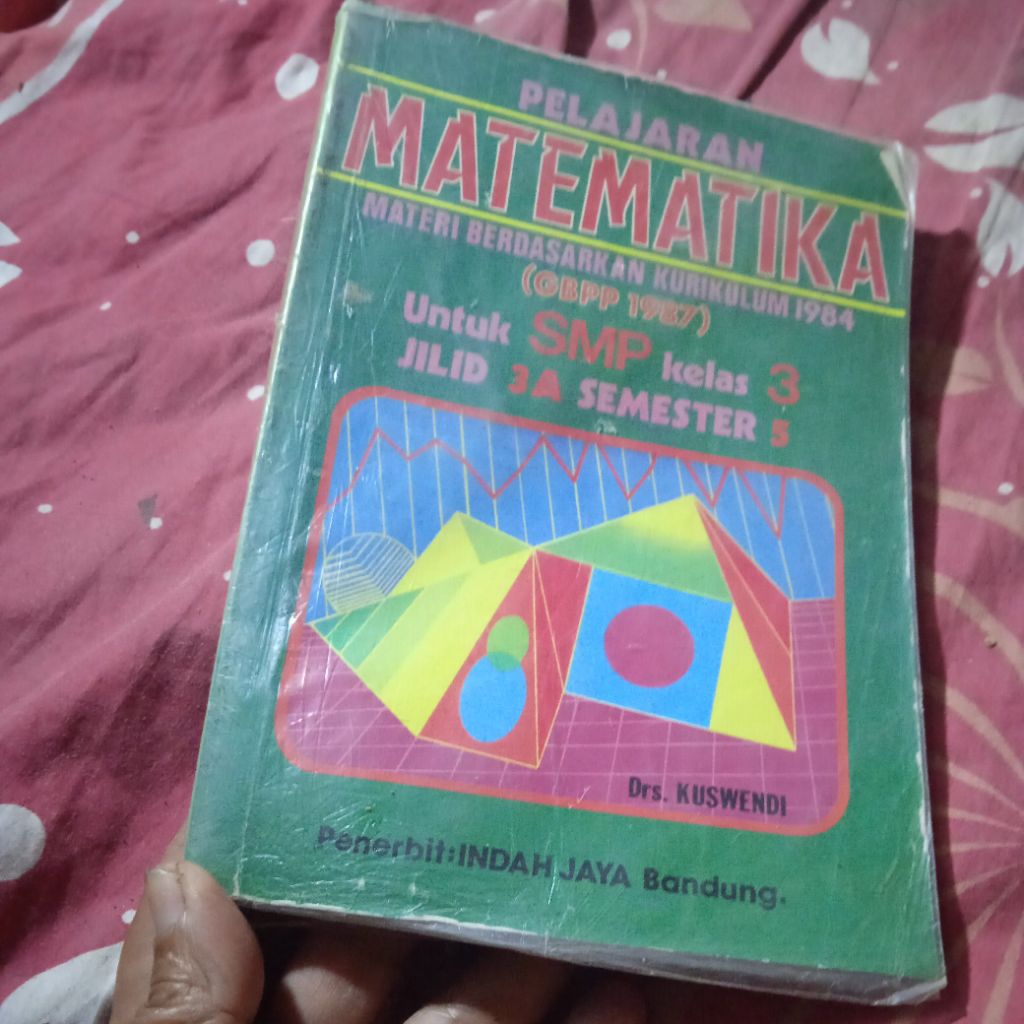 PELAJARAN
MATEMATIKA
MATERI BERDASARKAN KURIKULUM 1984
(GBPP 1987)
Untuk SMP kelas 3
JILID 3A SEMESTER 5
Drs. KUSWENDI
Penerbit:INDAH JAYA Bandung.